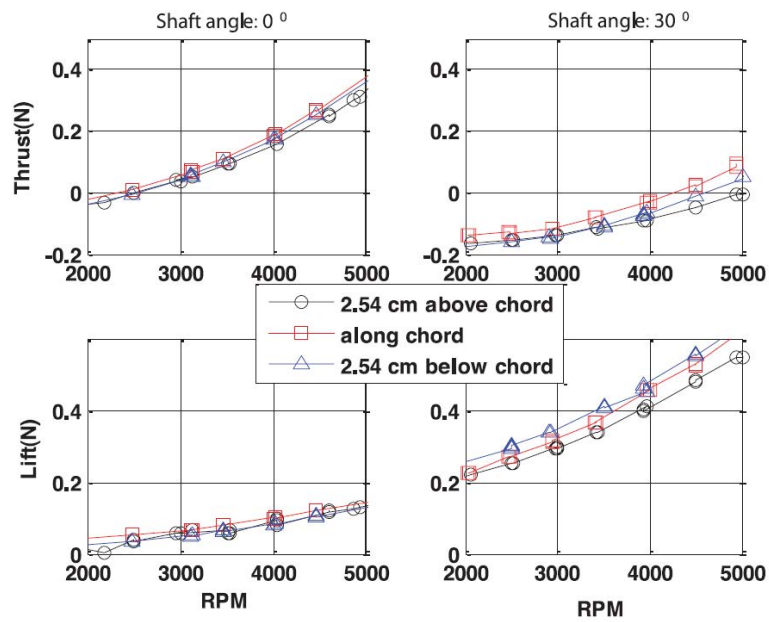 Shaft angle: 0 ⁰
Shaft angle: 30 ⁰
Thrust(N)
0.4
0.2
0
-0.2
2000 3000 4000 5000
0.4
0.2
0
-0.2
2000 3000 4000 5000
2.54 cm above chord
along chord
2.54 cm below chord
Lift(N)
0.4
0.2
0
2000 3000 4000 5000
RPM
0.4
0.2
0
2000 3000 4000 5000
RPM